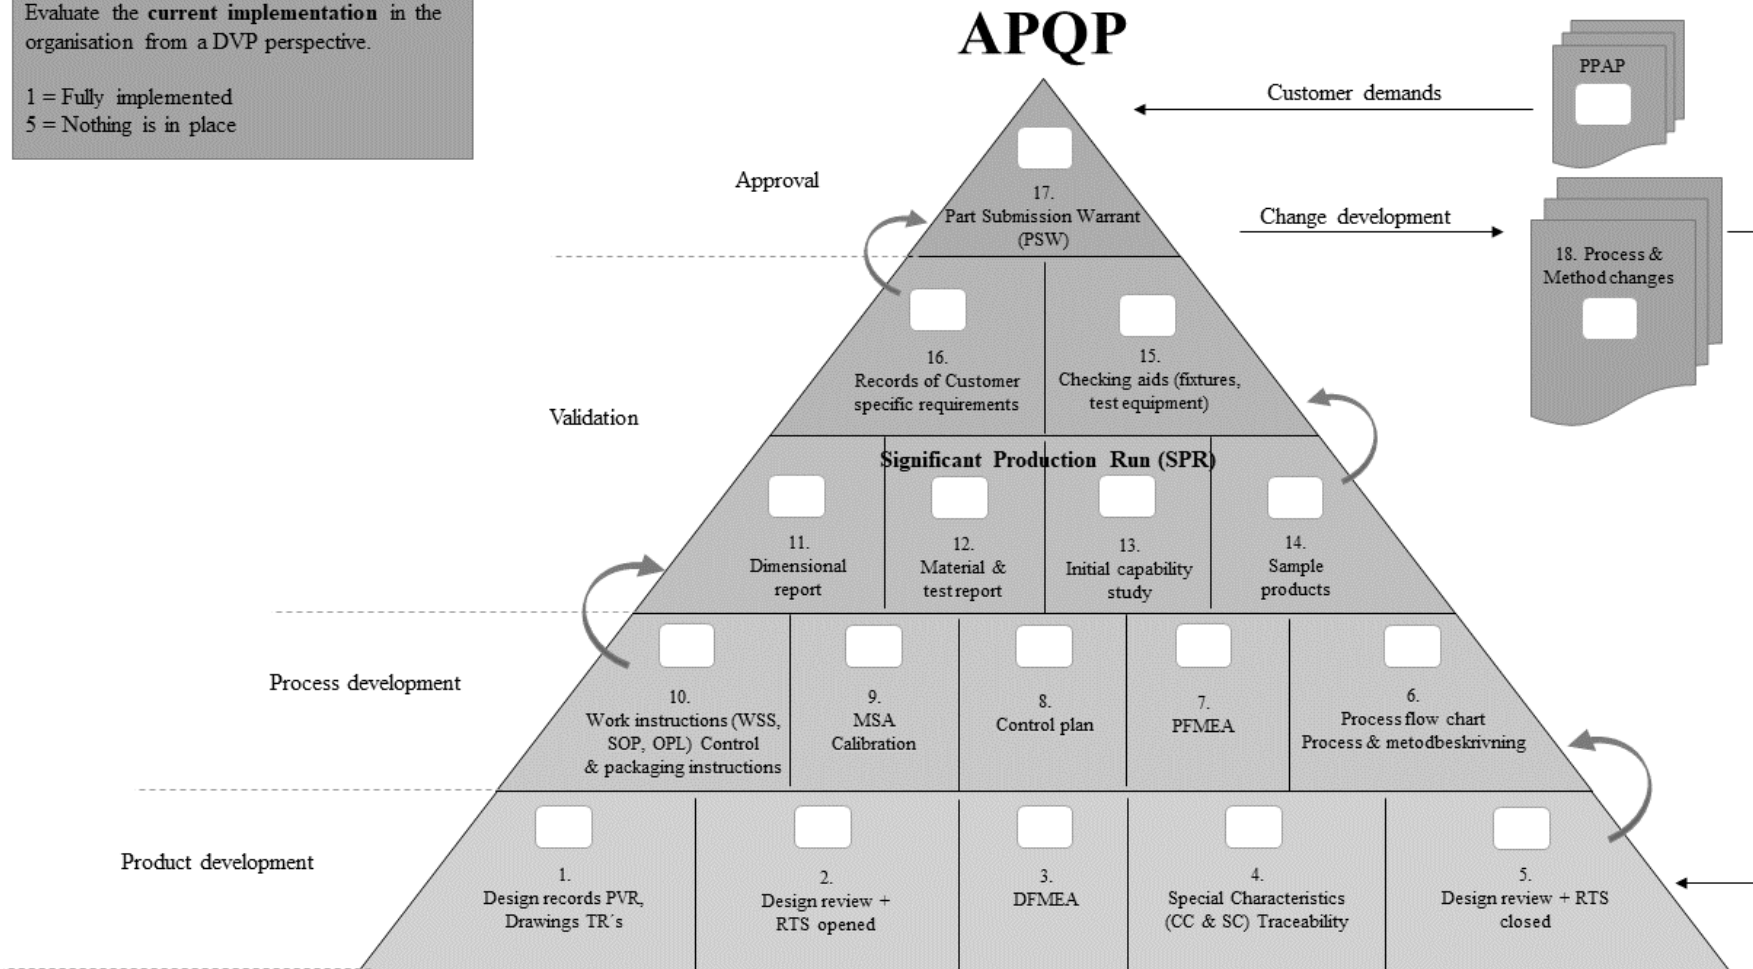 Evaluate the current implementation in the
organisation from a DVP perspective.
1 = Fully implemented
5 = Nothing is in place
APQP
PPAP
Customer demands
Approval
17.
Part Submission Warrant
(PSW)
Change development
18. Process &
Method changes
16.
Records of Customer
specific requirements
15.
Checking aids (fixtures,
test equipment)
Validation
Significant Production Run (SPR)
11.
Dimensional
report
12.
Material &
test report
13.
Initial capability
study
14.
Sample
products
Process development
10.
Work instructions (WSS,
SOP, OPL) Control
& packaging instructions
9.
MSA
Calibration
8.
Control plan
7.
PFMEA
6.
Process flow chart
Process & metodbeskrivning
Product development
1.
Design records PVR,
Drawings TR´s
2.
Design review +
RTS opened
3.
DFMEA
4.
Special Characteristics
(CC & SC) Traceability
5.
Design review + RTS
closed